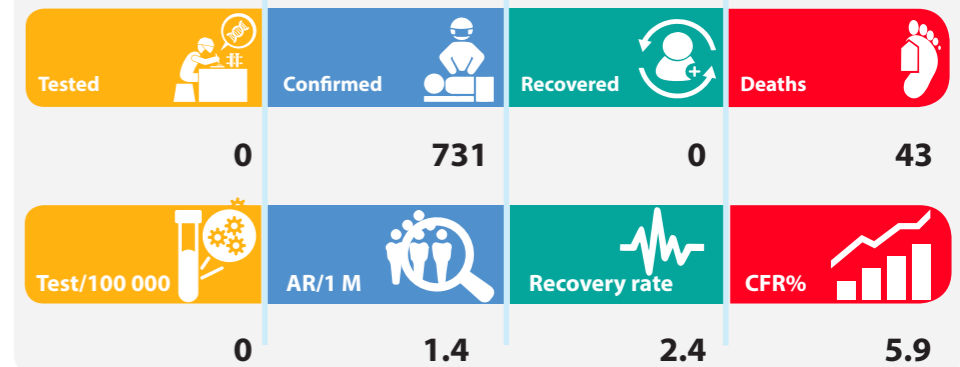 Tested Confirmed Recovered Deaths
0 731 0 43
Test/100 000 AR/1 M Recovery rate CFR%
0 1.4 2.4 5.9